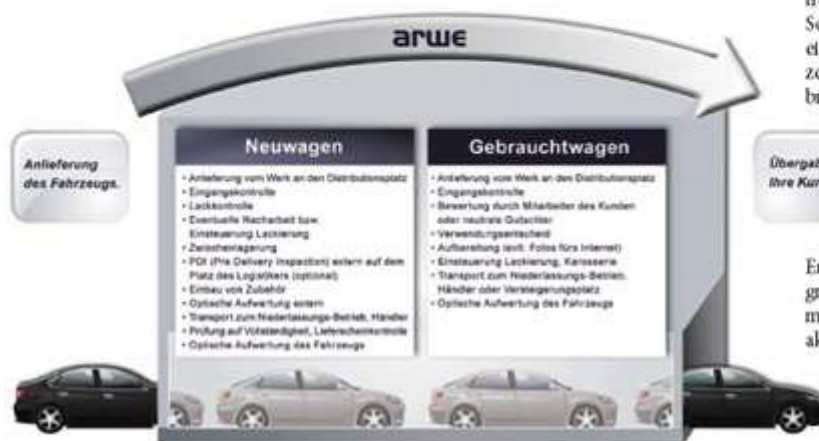 arwe
Anlieferung
des Fahrzeugs.
Neuwagen
• Anlieferung vom Werk an den Distributionsplatz
• Eingangskontrolle
• Lackkontrolle
• Eventuelle Nacharbeit bzw.
Einsteuerung Lackierung
• Zwischenlagerung
• PDI (Pre Delivery Inspection) extern auf dem
Platz des Logistikers (optional)
• Einbau von Zubehör
• Optische Aufwertung extern
• Transport zum Niederlassungs-Betrieb, Händler
• Prüfung auf Vollständigkeit, Lieferscheinkontrolle
• Optische Aufwertung des Fahrzeugs
Gebrauchtwagen
• Anlieferung vom Werk an den Distributionsplatz
• Eingangskontrolle
• Bewertung durch Mitarbeiter des Kunden
oder neutrale Gutachter
• Verwendungsentscheid
• Aufbereitung (evtl. Fotos fürs Internet)
• Einsteuerung Lackierung, Karosserie
• Transport zum Niederlassungs-Betrieb,
Händler oder Versteigerungsplatz
• Optische Aufwertung des Fahrzeugs
Ihre